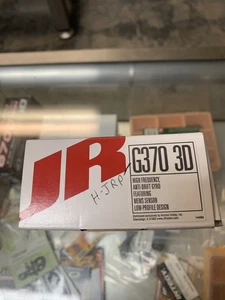 JR
H-JRP
G370 3D
HIGH FREQUENCY,
ANTI-DRIFT GYRO
FEATURING
MEMS SENSOR
LOW-PROFILE DESIGN